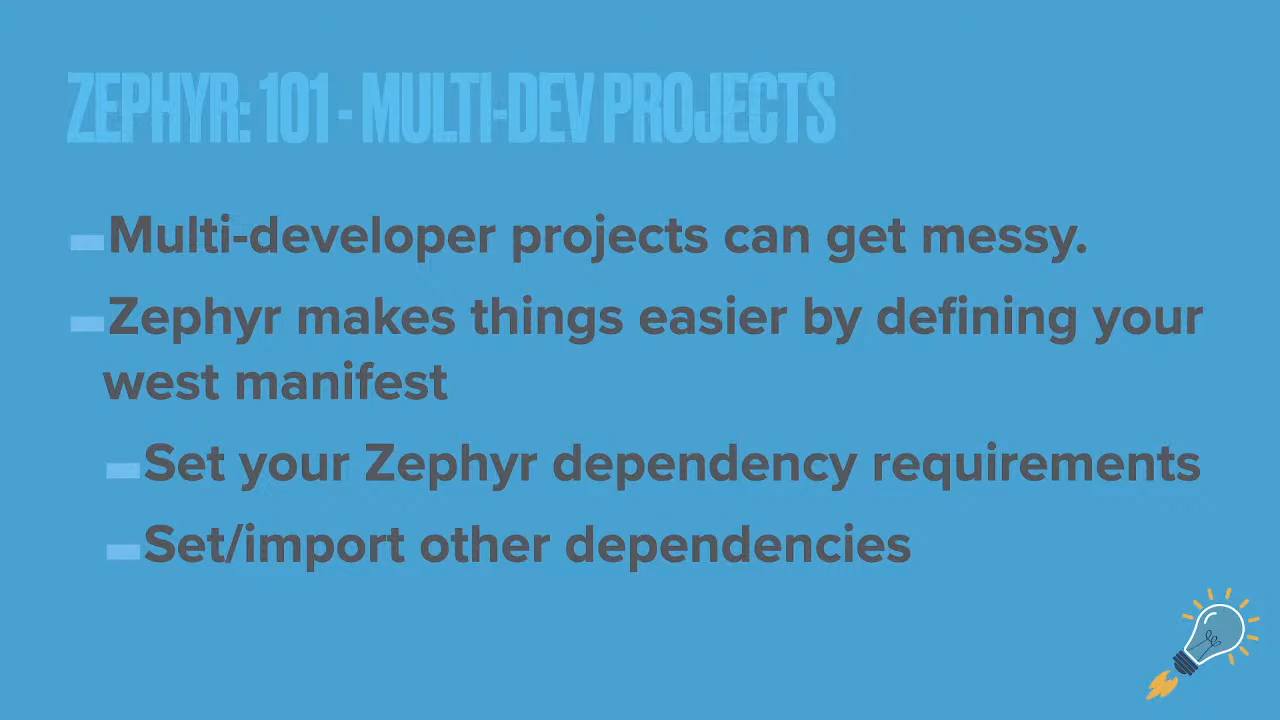 ZEPHYR: 101 - MULTI-DEV PROJECTS
Multi-developer projects can get messy.
Zephyr makes things easier by defining your
west manifest
Set your Zephyr dependency requirements
Set/import other dependencies